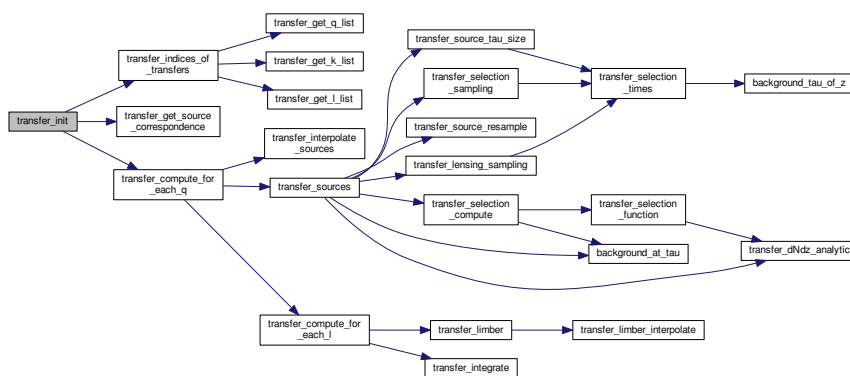 transfer_get_q_list
transfer_indices_of
_transfers
transfer_get_k_list
transfer_get_l_list
transfer_init
transfer_get_source
_correspondence
transfer_compute_for
_each_q
transfer_interpolate
_sources
transfer_sources
transfer_source_tau_size
transfer_selection
_sampling
transfer_source_resample
transfer_lensing_sampling
transfer_selection
_compute
transfer_selection
_times
background_tau_of_z
transfer_selection
_function
background_at_tau
transfer_dNdz_analytic
transfer_compute_for
_each_l
transfer_limber
transfer_limber_interpolate
transfer_integrate